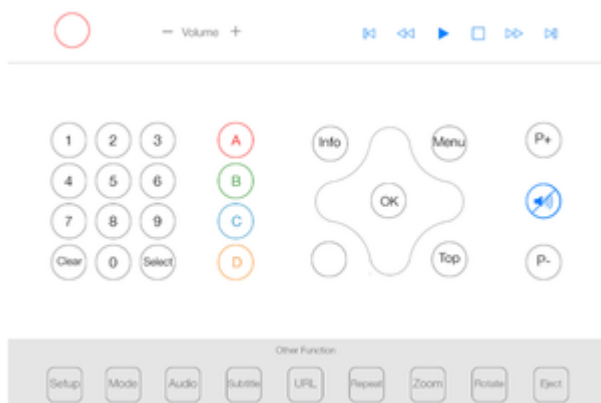 − Volume +
1 2 3 A Info Menu P+
4 5 6 B OK
7 8 9 C
Clear 0 Select D Top P-
Other Function
Setup Mode Audio Subtitle URL Repeat Zoom Rotate Eject